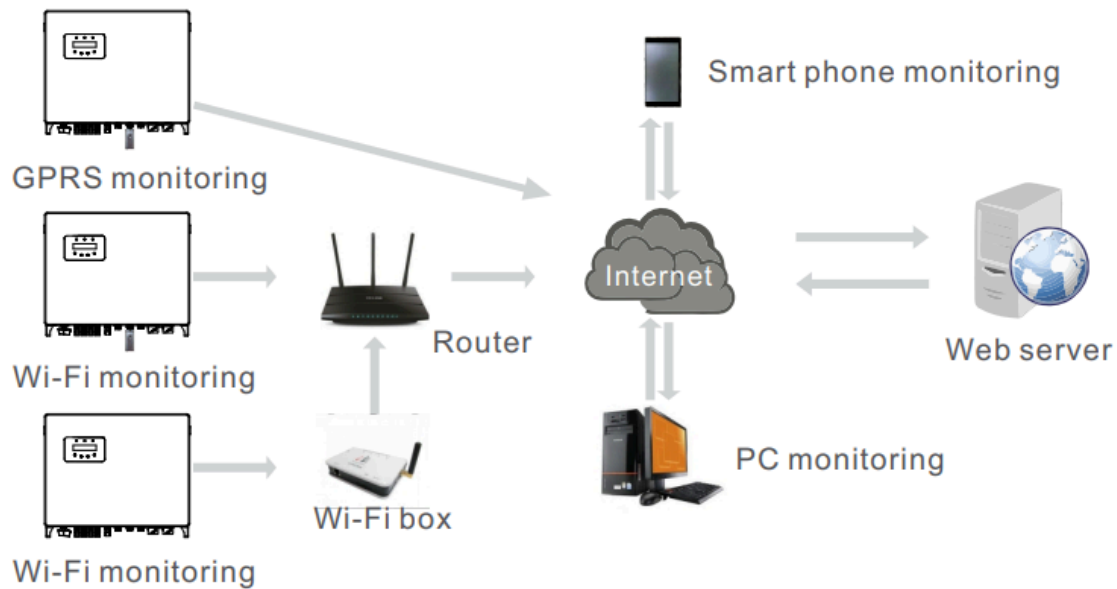 Smart phone monitoring
GPRS monitoring
Internet
Router
Web server
Wi-Fi monitoring
PC monitoring
Wi-Fi box
Wi-Fi monitoring